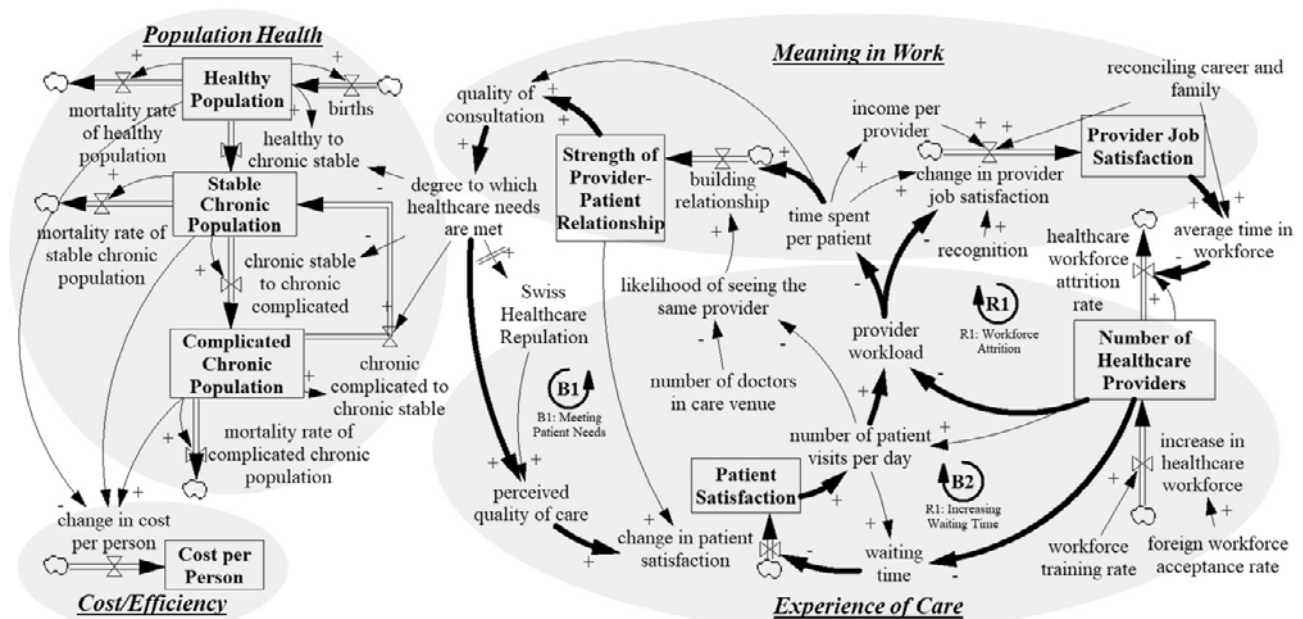 Population Health
Healthy
Population
mortality rate
of healthy
population
births
healthy to
chronic stable
Stable
Chronic
Population
mortality rate of
stable chronic
population
chronic stable
to chronic
complicated
Complicated
Chronic
Population
chronic
complicated to
chronic stable
mortality rate of
complicated chronic
population
change in cost
per person
Cost per
Person
Cost/Efficiency
Meaning in Work
quality of
consultation
degree to which
healthcare needs
are met
Strength of
Provider-
Patient
Relationship
building
relationship
time spent
per patient
income per
provider
change in provider
job satisfaction
recognition
reconciling career and
family
Provider Job
Satisfaction
average time in
workforce
healthcare
workforce
attrition
rate
Swiss
Healthcare
Reputation
likelihood of seeing the
same provider
number of doctors
in care venue
provider
workload
R1
R1: Workforce
Attrition
Number of
Healthcare
Providers
B1
B1: Meeting
Patient Needs
number of patient
visits per day
B2
R1: Increasing
Waiting Time
perceived
quality of care
Patient
Satisfaction
change in patient
satisfaction
waiting
time
increase in
healthcare
workforce
workforce
training rate
foreign workforce
acceptance rate
Experience of Care